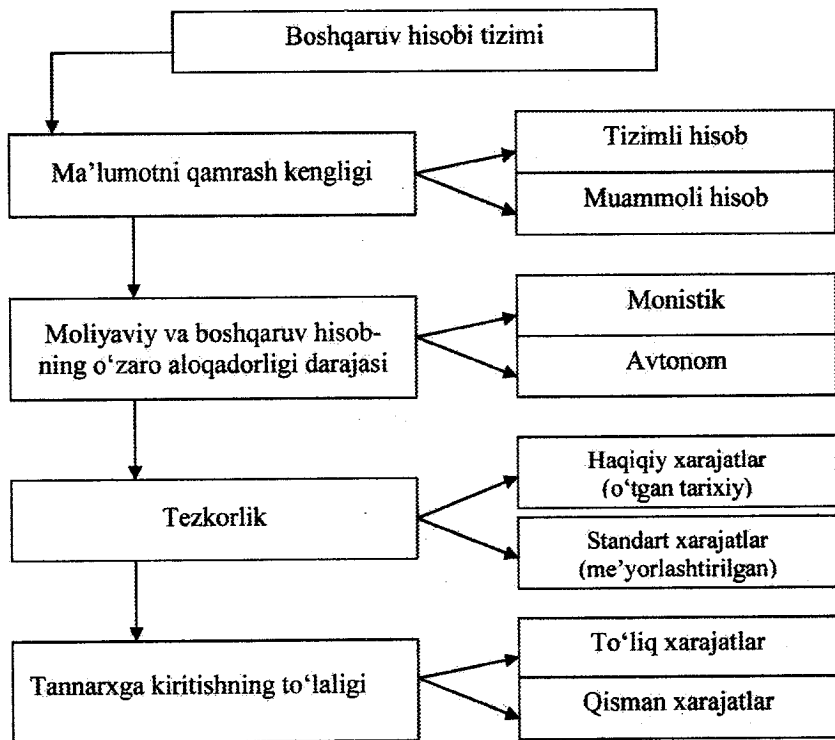 Boshqaruv hisobi tizimi
Ma’lumotni qamrash kengligi
Tizimli hisob
Muammoli hisob
Moliyaviy va boshqaruv hisob-
ning o‘zaro aloqadorligi darajasi
Monistik
Avtonom
Tezkorlik
Haqiqiy xarajatlar
(o‘tgan tarixiy)
Standart xarajatlar
(me’yorlashtirilgan)
Tannarxga kiritishning to‘laligi
To‘liq xarajatlar
Qisman xarajatlar